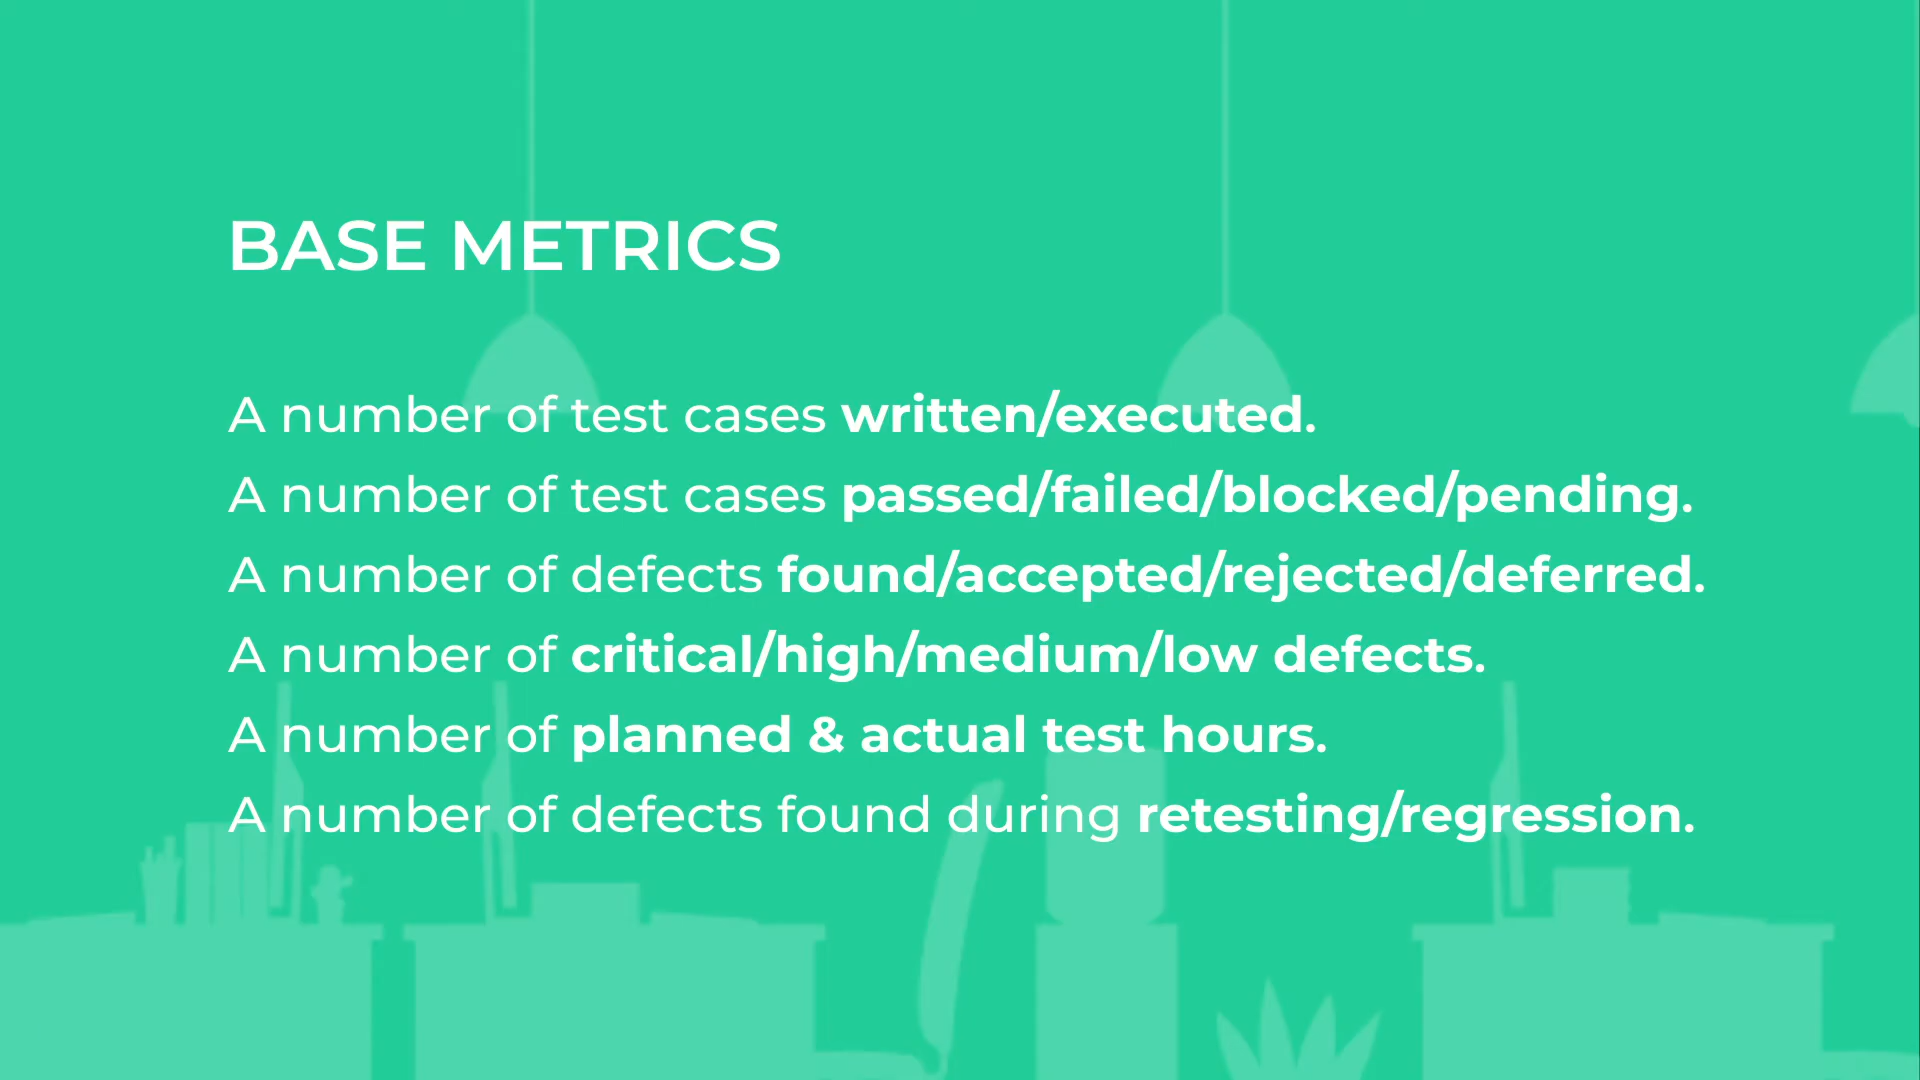 BASE METRICS
A number of test cases written/executed.
A number of test cases passed/failed/blocked/pending.
A number of defects found/accepted/rejected/deferred.
A number of critical/high/medium/low defects.
A number of planned & actual test hours.
A number of defects found during retesting/regression.